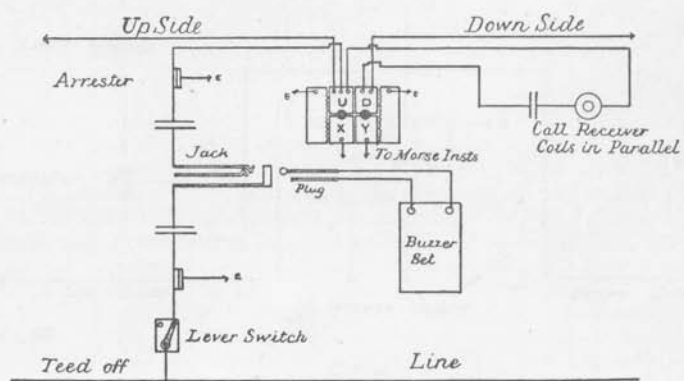 Up Side
Down Side
Arrester
e
e
e
U D
X Y
Call Receiver
Coils in Parallel
To Morse Insts
Jack
Plug
Buzzer
Set
e
Lever Switch
Teed off
Line